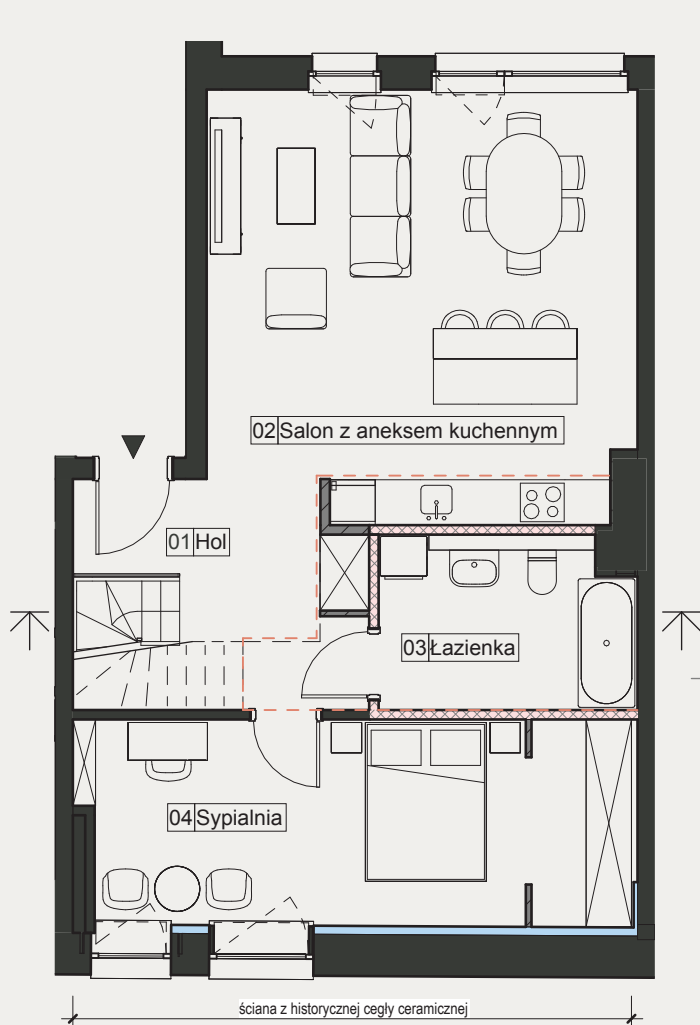 02 Salon z aneksem kuchennym
01 Hol
03 Łazienka
04 Sypialnia
ściana z historycznej cegły ceramicznej